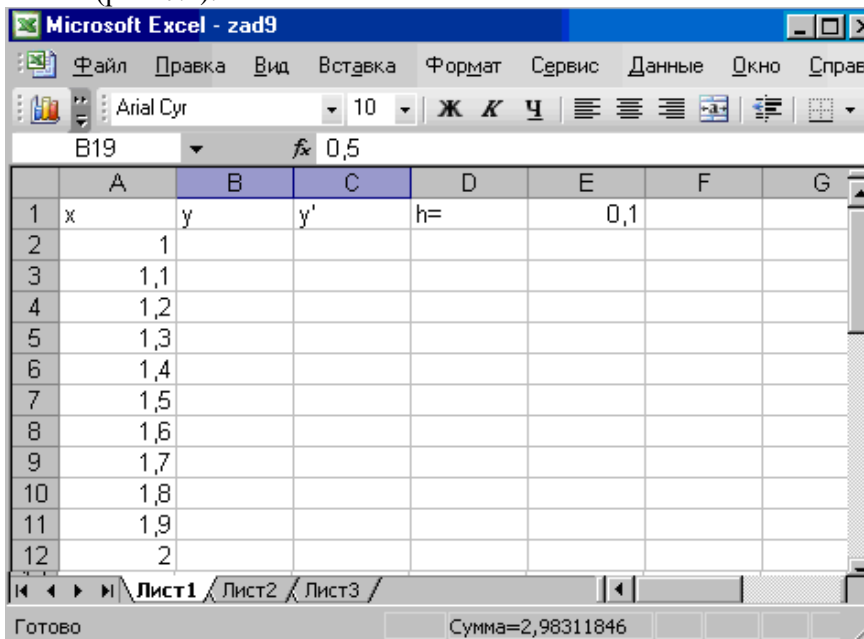 Microsoft Excel - zad9
Файл Правка Вид Вставка Формат Сервис Данные Окно Справ
Arial Cyr 10 Ж К Ч
B19 fx 0,5
A B C D E F G
1 x y y' h= 0,1
2 1
3 1,1
4 1,2
5 1,3
6 1,4
7 1,5
8 1,6
9 1,7
10 1,8
11 1,9
12 2
Лист1 Лист2 Лист3
Готово Сумма=2,98311846